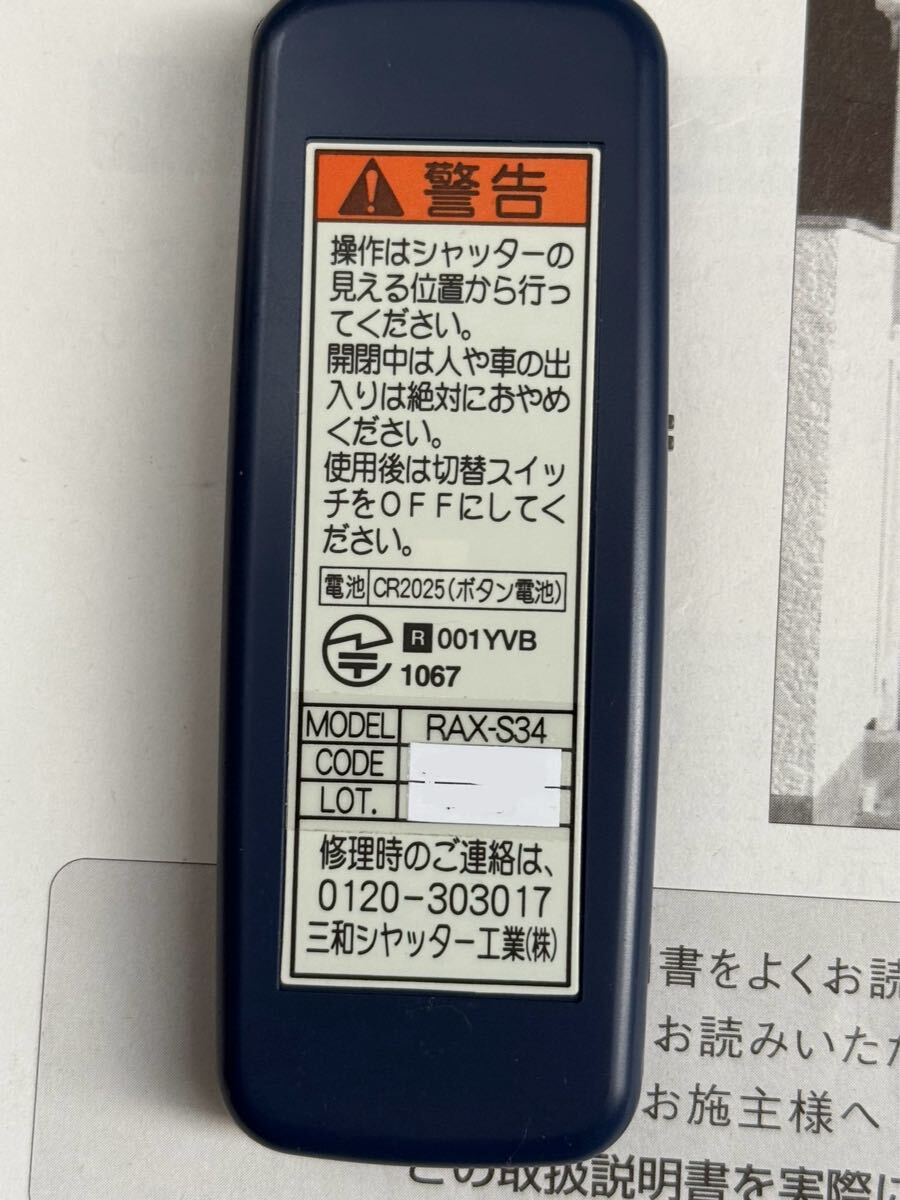 警告
操作はシャッターの
見える位置から行っ
てください。
開閉中は人や車の出
入りは絶対におやめ
ください。
使用後は切替スイッ
チをOFFにしてく
ださい。
電池 CR2025(ボタン電池)
R 001YVB
1067
MODEL RAX-S34
CODE
LOT.
修理時のご連絡は、
0120-303017
三和シヤッター工業(株)
書をよくお読
お読みいただ
お施主様へ
この取扱説明書を実際に